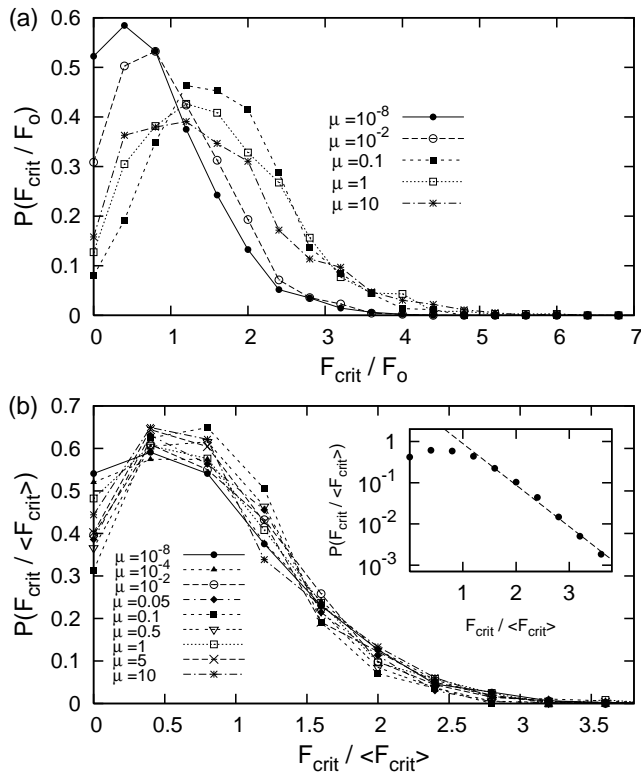 (a)
P(F_crit / F_o)
0.6
0.5
0.4
0.3
0.2
0.1
0
μ = 10^-8
μ = 10^-2
μ = 0.1
μ = 1
μ = 10
0 1 2 3 4 5 6 7
F_crit / F_o
(b)
P(F_crit / <F_crit>)
0.7
0.6
0.5
0.4
0.3
0.2
0.1
0
μ = 10^-8
μ = 10^-4
μ = 10^-2
μ = 0.05
μ = 0.1
μ = 0.5
μ = 1
μ = 5
μ = 10
P(F_crit / <F_crit>)
1
10^-1
10^-2
10^-3
0 1 2 3
F_crit / <F_crit>
0 0.5 1 1.5 2 2.5 3 3.5
F_crit / <F_crit>